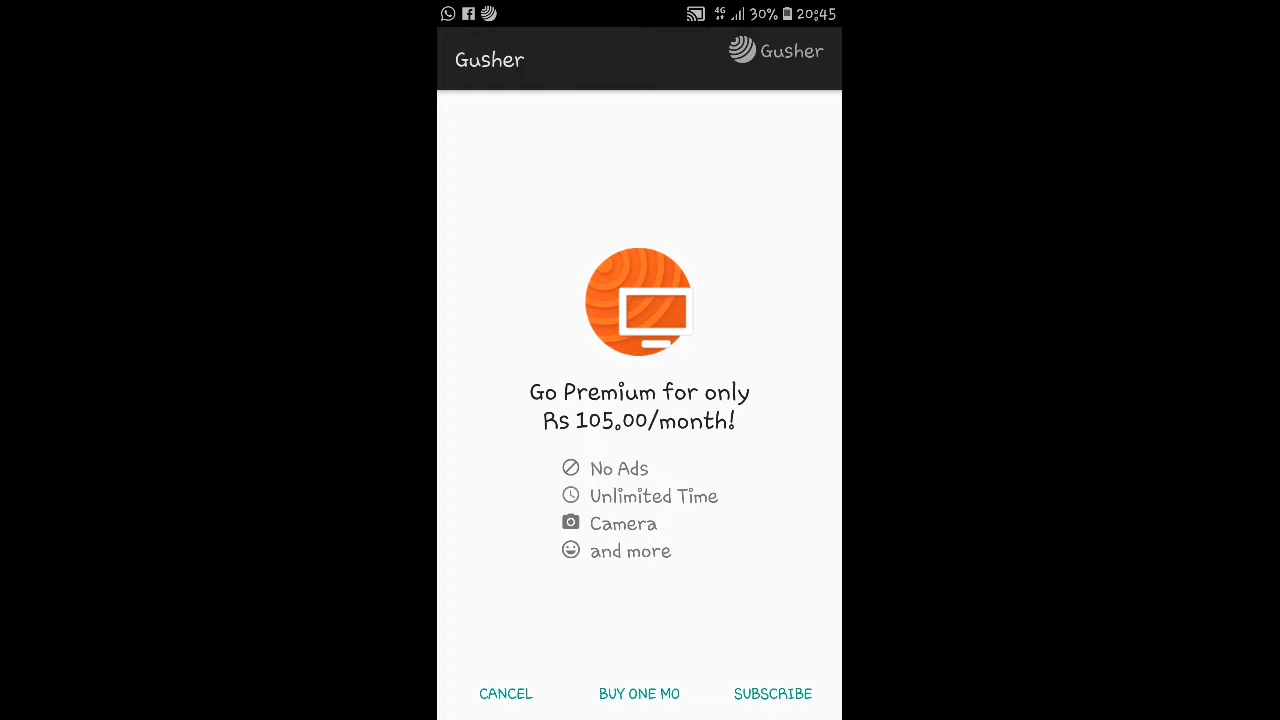 4G 30% 20:45
Gusher
Gusher
Go Premium for only
Rs 105.00/month!
No Ads
Unlimited Time
Camera
and more
CANCEL BUY ONE MO SUBSCRIBE